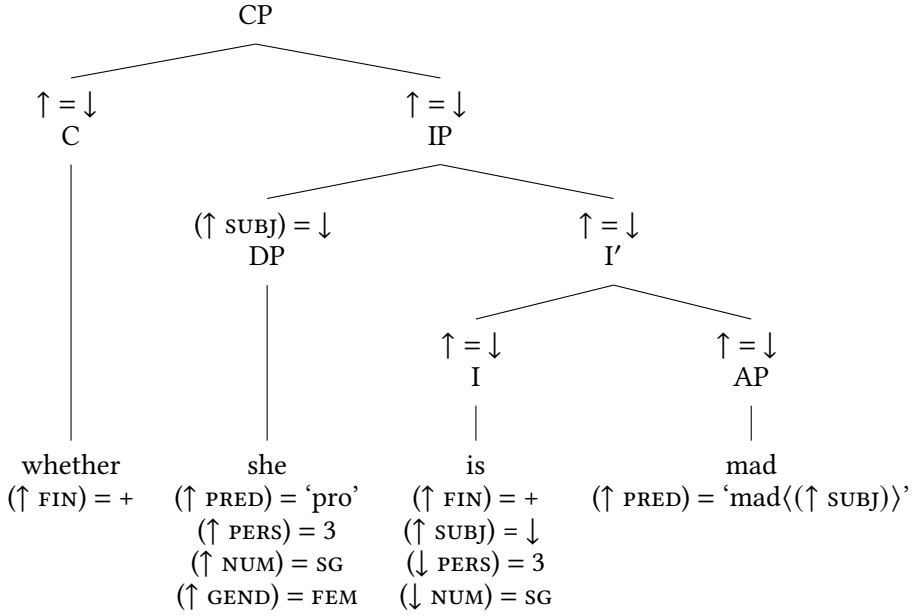 CP
↑ = ↓ ↑ = ↓
C IP
(↑ SUBJ) = ↓ ↑ = ↓
DP I′
↑ = ↓ ↑ = ↓
I AP
whether she is mad
(↑ FIN) = + (↑ PRED) = ‘pro’ (↑ FIN) = + (↑ PRED) = ‘mad⟨(↑ SUBJ)⟩’
(↑ PERS) = 3 (↑ SUBJ) = ↓
(↑ NUM) = SG (↓ PERS) = 3
(↑ GEND) = FEM (↓ NUM) = SG